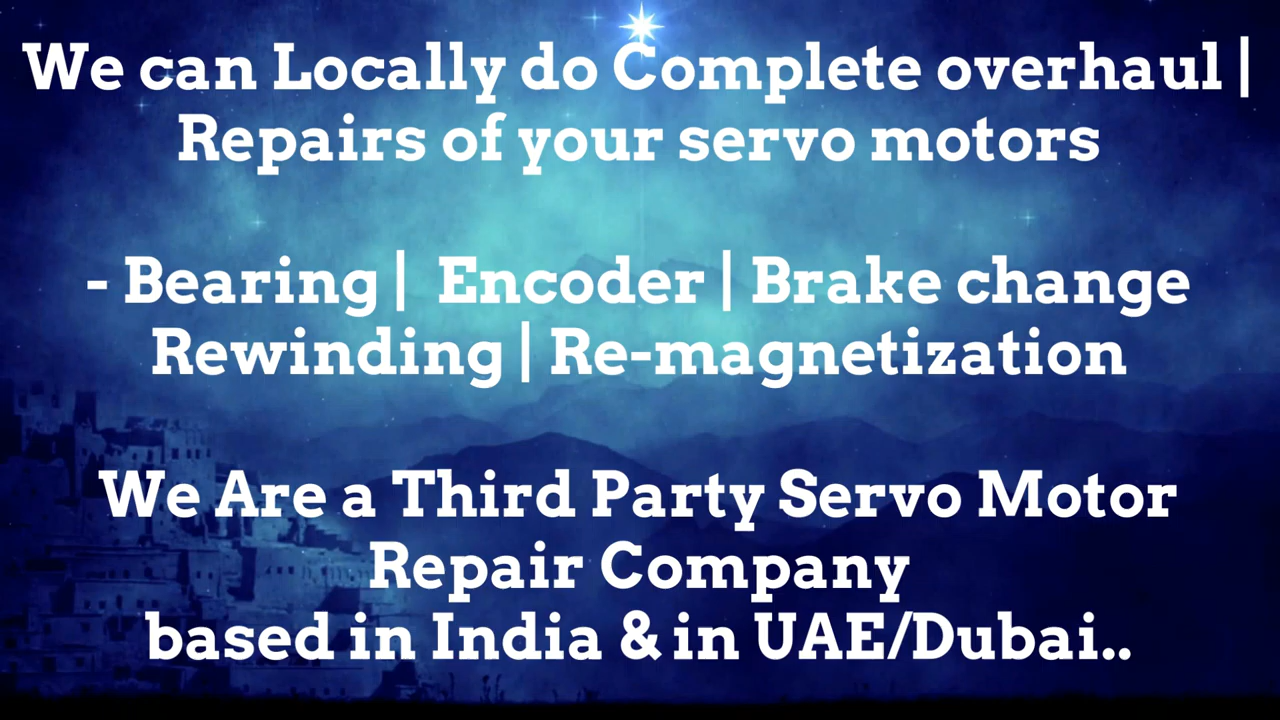 We can Locally do Complete overhaul |
Repairs of your servo motors
- Bearing | Encoder | Brake change
Rewinding | Re-magnetization
We Are a Third Party Servo Motor
Repair Company
based in India & in UAE/Dubai..